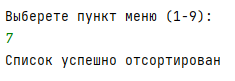 Выберете пункт меню (1-9):
7
Список успешно отсортирован